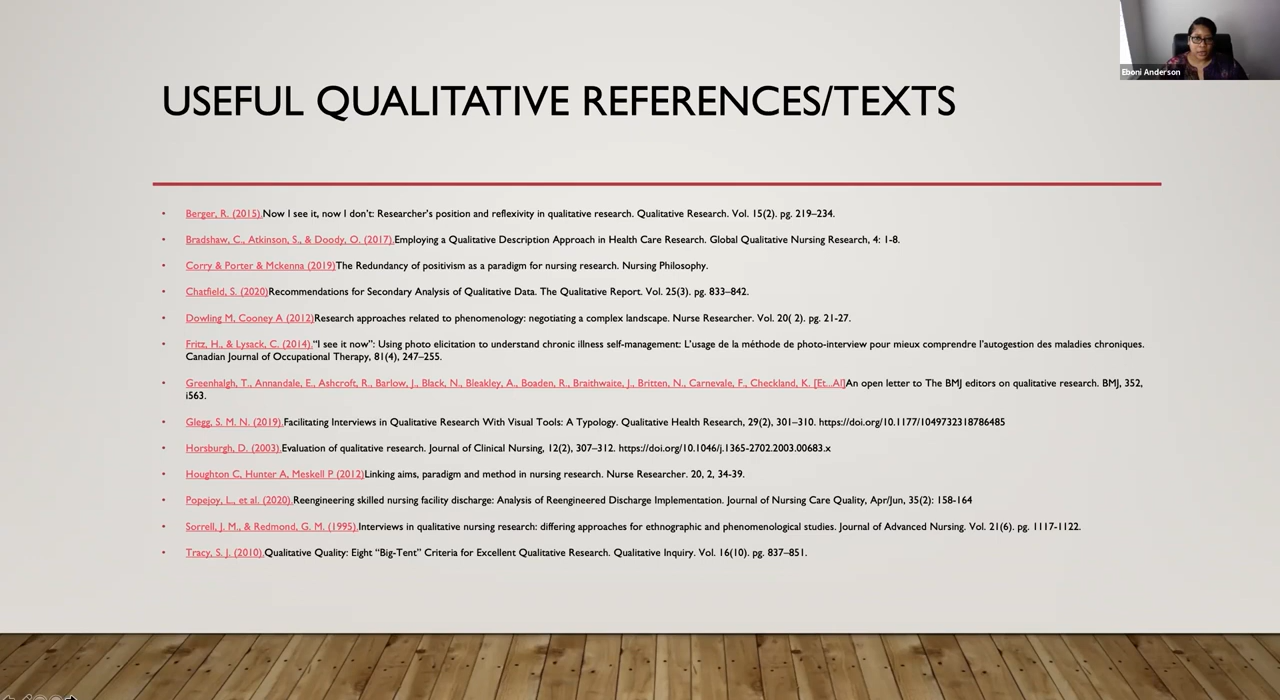 Eboni Anderson
USEFUL QUALITATIVE REFERENCES/TEXTS
• Berger, R. (2015).Now I see it, now I don't: Researcher's position and reflexivity in qualitative research. Qualitative Research. Vol. 15(2). pg. 219–234.
• Bradshaw, C., Atkinson, S., & Doody, O. (2017).Employing a Qualitative Description Approach in Health Care Research. Global Qualitative Nursing Research, 4: 1-8.
• Corry & Porter & Mckenna (2019)The Redundancy of positivism as a paradigm for nursing research. Nursing Philosophy.
• Chatfield, S. (2020)Recommendations for Secondary Analysis of Qualitative Data. The Qualitative Report. Vol. 25(3). pg. 833–842.
• Dowling M, Cooney A (2012)Research approaches related to phenomenology: negotiating a complex landscape. Nurse Researcher. Vol. 20( 2). pg. 21-27.
• Fritz, H., & Lysack, C. (2014).“I see it now”: Using photo elicitation to understand chronic illness self-management: L'usage de la méthode de photo-interview pour mieux comprendre l'autogestion des maladies chroniques.
Canadian Journal of Occupational Therapy, 81(4), 247–255.
• Greenhalgh, T., Annandale, E., Ashcroft, R., Barlow, J., Black, N., Bleakley, A., Boaden, R., Braithwaite, J., Britten, N., Carnevale, F., Checkland, K. [Et...Al]An open letter to The BMJ editors on qualitative research. BMJ, 352,
i563.
• Glegg, S. M. N. (2019).Facilitating Interviews in Qualitative Research With Visual Tools: A Typology. Qualitative Health Research, 29(2), 301–310. https://doi.org/10.1177/1049732318786485
• Horsburgh, D. (2003).Evaluation of qualitative research. Journal of Clinical Nursing, 12(2), 307–312. https://doi.org/10.1046/j.1365-2702.2003.00683.x
• Houghton C, Hunter A, Meskell P (2012)Linking aims, paradigm and method in nursing research. Nurse Researcher. 20, 2, 34-39.
• Popejoy, L., et al. (2020).Reengineering skilled nursing facility discharge: Analysis of Reengineered Discharge Implementation. Journal of Nursing Care Quality, Apr/Jun, 35(2): 158-164
• Sorrell, J. M., & Redmond, G. M. (1995).Interviews in qualitative nursing research: differing approaches for ethnographic and phenomenological studies. Journal of Advanced Nursing. Vol. 21(6). pg. 1117-1122.
• Tracy, S. J. (2010).Qualitative Quality: Eight “Big-Tent” Criteria for Excellent Qualitative Research. Qualitative Inquiry. Vol. 16(10). pg. 837–851.